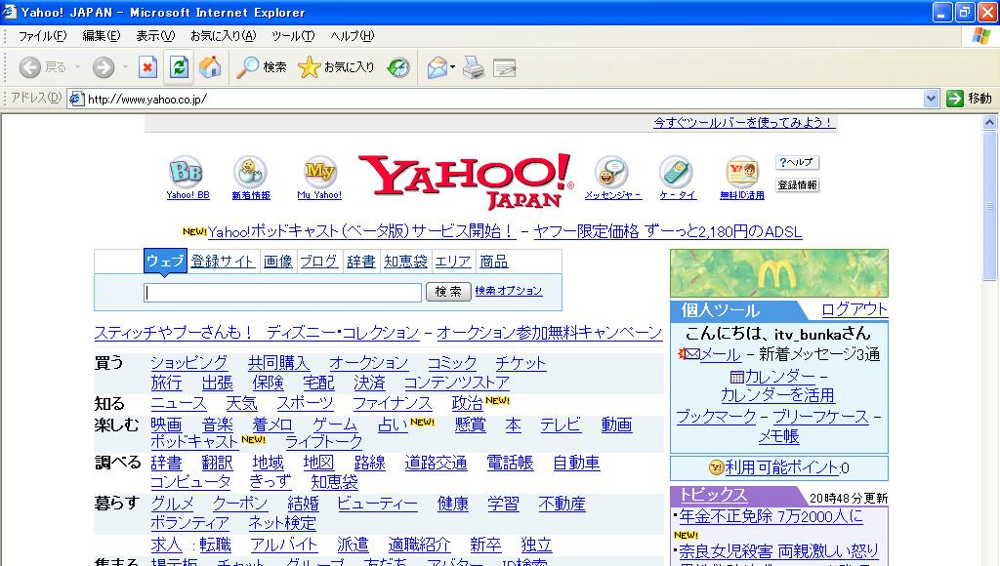 Yahoo! JAPAN - Microsoft Internet Explorer
ファイル(F) 編集(E) 表示(V) お気に入り(A) ツール(T) ヘルプ(H)
戻る 検索 お気に入り
アドレス(D) http://www.yahoo.co.jp/ 移動
今すぐツールバーを使ってみよう!
BB My YAHOO! JAPAN ®
Yahoo! BB 新着情報 My Yahoo! メッセンジャー ケータイ 無料ID活用 ?ヘルプ 登録情報
NEW! Yahoo!ポッドキャスト(ベータ版)サービス開始! - ヤフー限定価格 ずーっと2,180円のADSL
ウェブ 登録サイト 画像 ブログ 辞書 知恵袋 エリア 商品
検索 検索オプション
スティッチやプーさんも! ディズニー・コレクション - オークション参加無料キャンペーン
買う ショッピング 共同購入 オークション コミック チケット
旅行 出張 保険 宅配 決済 コンテンツストア
知る ニュース 天気 スポーツ ファイナンス 政治 NEW!
楽しむ 映画 音楽 着メロ ゲーム 占い NEW! 懸賞 本 テレビ 動画
ポッドキャスト NEW! ライブトーク
調べる 辞書 翻訳 地域 地図 路線 道路交通 電話帳 自動車
コンピュータ きっず 知恵袋
暮らす グルメ クーポン 結婚 ビューティー 健康 学習 不動産
ボランティア ネット検定
求人:転職 アルバイト 派遣 適職紹介 新卒 独立
集まる 掲示板 チャット グループ 友だち アバター ID検索
個人ツール ログアウト
こんにちは、itv_bunkaさん
メール - 新着メッセージ3通
カレンダー -
カレンダーを活用
ブックマーク - ブリーフケース -
メモ帳
利用可能ポイント:0
トピックス 20時48分更新
・年金不正免除 7万2000人に
NEW!
・奈良女児殺害 両親激しい怒り